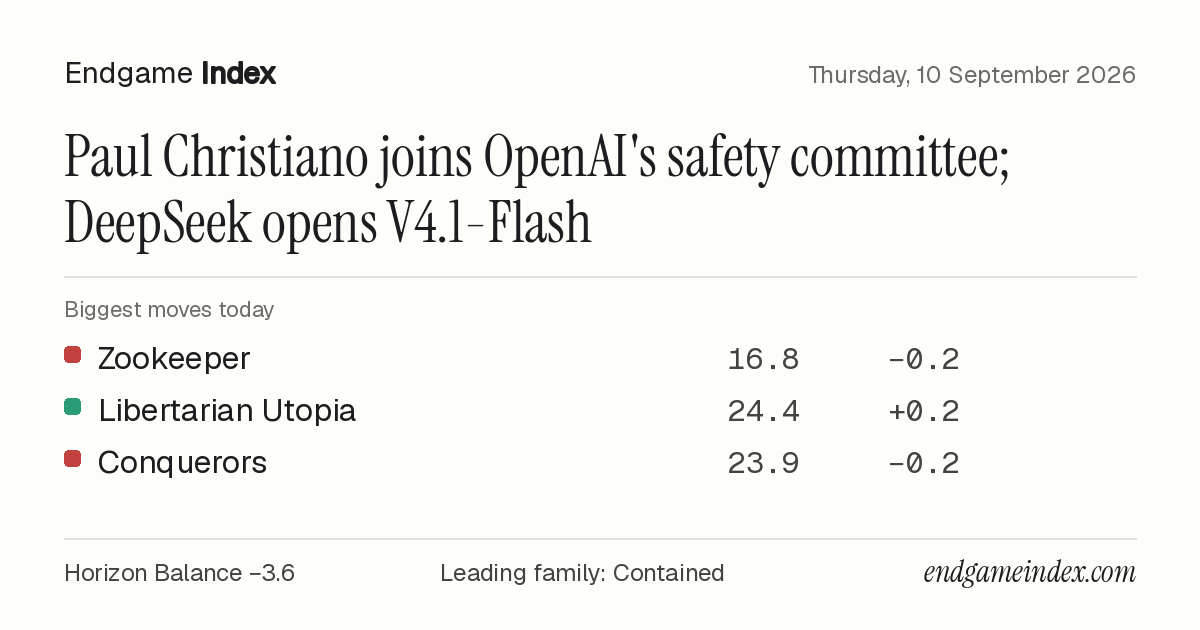 Endgame Index
Thursday, 10 September 2026
Paul Christiano joins OpenAI's safety committee;
DeepSeek opens V4.1-Flash
Biggest moves today
Zookeeper 16.8 −0.2
Libertarian Utopia 24.4 +0.2
Conquerors 23.9 −0.2
Horizon Balance −3.6 Leading family: Contained endgameindex.com